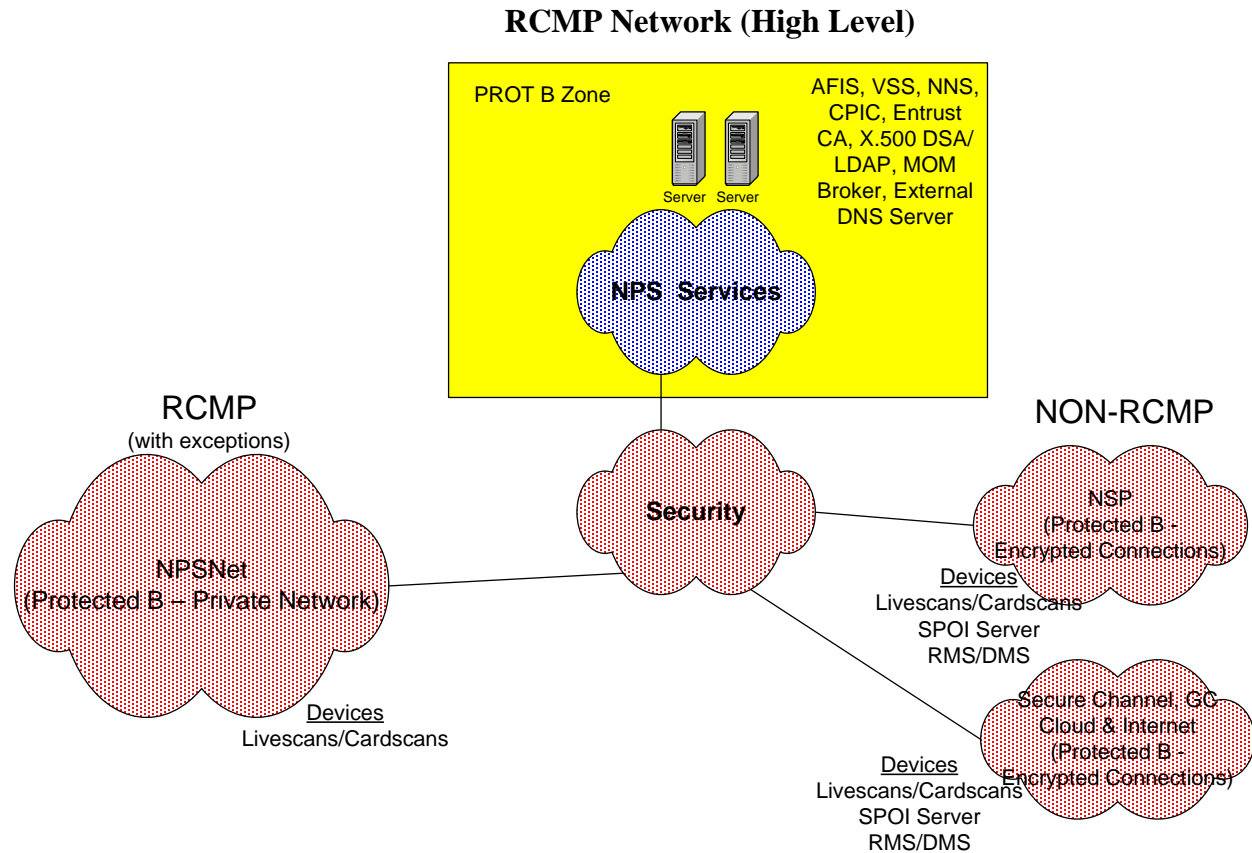 RCMP Network (High Level)
PROT B Zone
AFIS, VSS, NNS,
CPIC, Entrust
CA, X.500 DSA/
LDAP, MOM
Broker, External
DNS Server
Server
Server
NPS Services
RCMP
(with exceptions)
NPSNet
(Protected B – Private Network)
Devices
Livescans/Cardscans
Security
NON-RCMP
NSP
(Protected B -
Encrypted Connections)
Devices
Livescans/Cardscans
SPOI Server
RMS/DMS
Secure Channel, GC
Cloud & Internet
(Protected B -
Encrypted Connections)
Devices
Livescans/Cardscans
SPOI Server
RMS/DMS